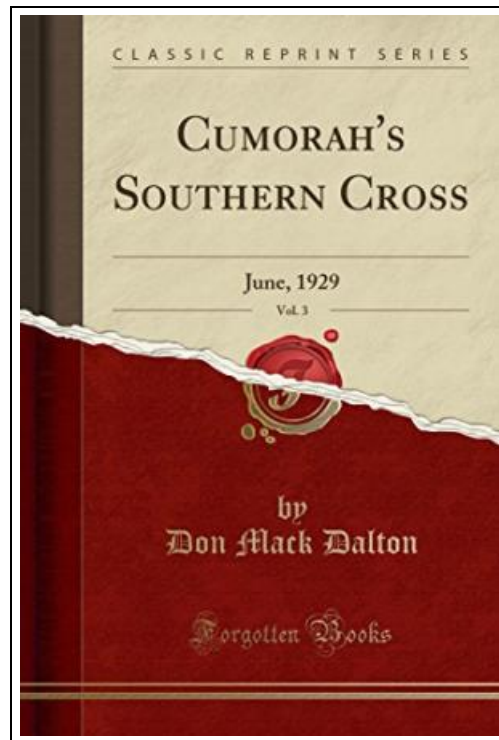 CLASSIC REPRINT SERIES
CUMORAH'S
SOUTHERN CROSS
June, 1929
Vol. 3
by
Don Mack Dalton
Forgotten Books